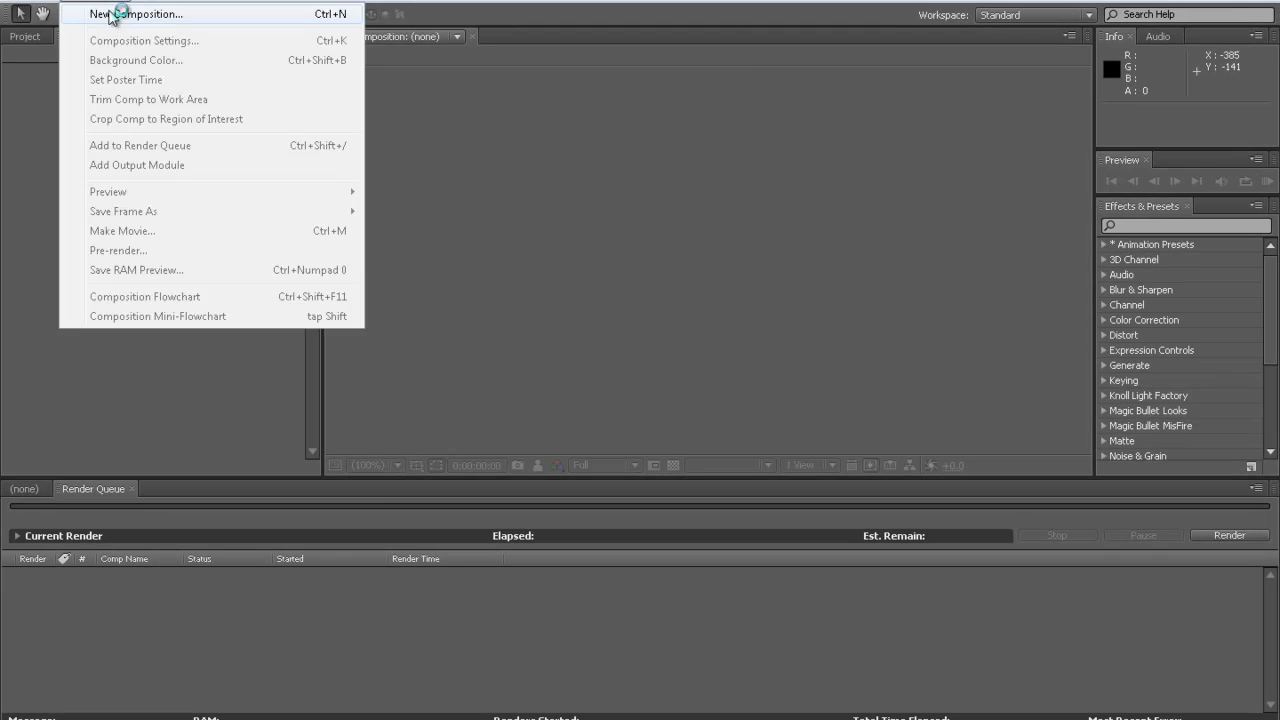 New Composition... Ctrl+N
Composition Settings... Ctrl+K
Background Color... Ctrl+Shift+B
Set Poster Time
Trim Comp to Work Area
Crop Comp to Region of Interest
Add to Render Queue Ctrl+Shift+/
Add Output Module
Preview
Save Frame As
Make Movie... Ctrl+M
Pre-render...
Save RAM Preview... Ctrl+Numpad 0
Composition Flowchart Ctrl+Shift+F11
Composition Mini-Flowchart tap Shift
Workspace: Standard
Search Help
Project
(none)
Info Audio
R: X: -385
G: Y: -141
B:
A: 0
Preview
Effects & Presets
* Animation Presets
3D Channel
Audio
Blur & Sharpen
Channel
Color Correction
Distort
Expression Controls
Generate
Keying
Knoll Light Factory
Magic Bullet Looks
Magic Bullet MisFire
Matte
Noise & Grain
(100%) 0:00:00:00 Full 1 View +0.0
(none) Render Queue
Current Render Elapsed: Est. Remain: Stop Pause Render
Render # Comp Name Status Started Render Time